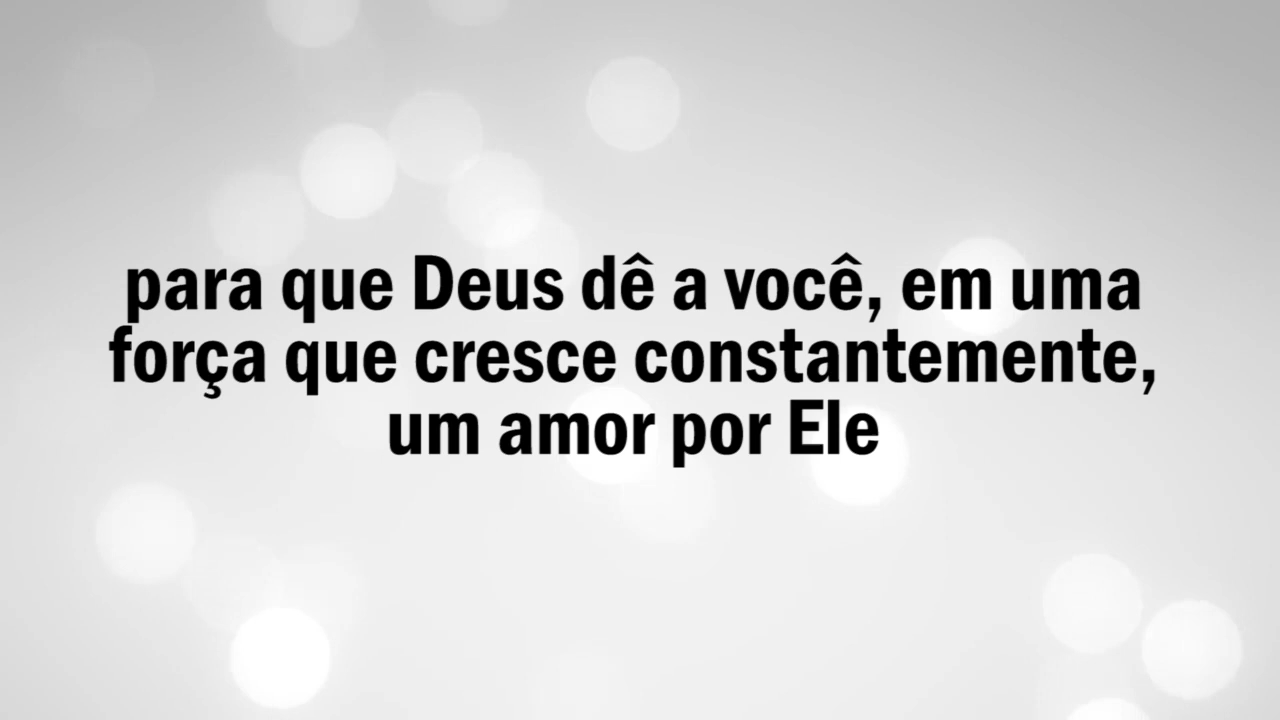 para que Deus dê a você, em uma
força que cresce constantemente,
um amor por Ele